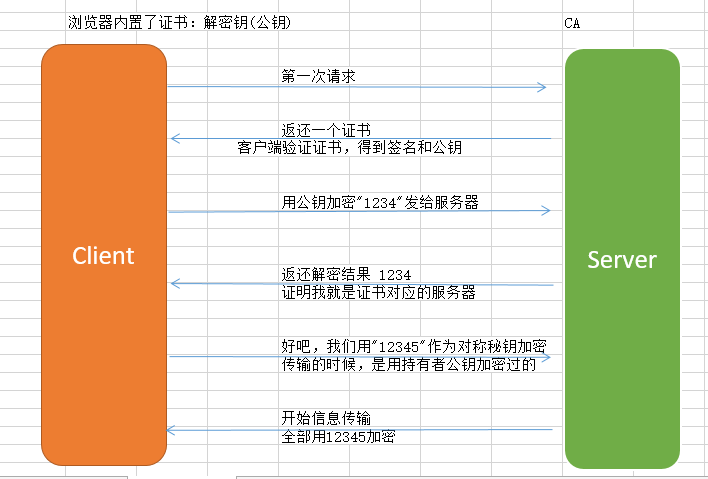 浏览器内置了证书：解密钥(公钥)
CA
第一次请求
返还一个证书
客户端验证证书，得到签名和公钥
用公钥加密"1234"发给服务器
Client
Server
返还解密结果 1234
证明我就是证书对应的服务器
好吧，我们用"12345"作为对称秘钥加密
传输的时候，是用持有者公钥加密过的
开始信息传输
全部用12345加密